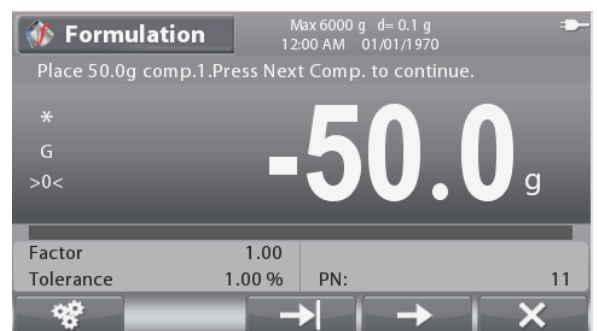 Formulation
Max 6000 g d= 0.1 g
12:00 AM 01/01/1970
Place 50.0g comp.1.Press Next Comp. to continue.
*
G
>0<
-50.0 g
Factor 1.00
Tolerance 1.00 % PN: 11